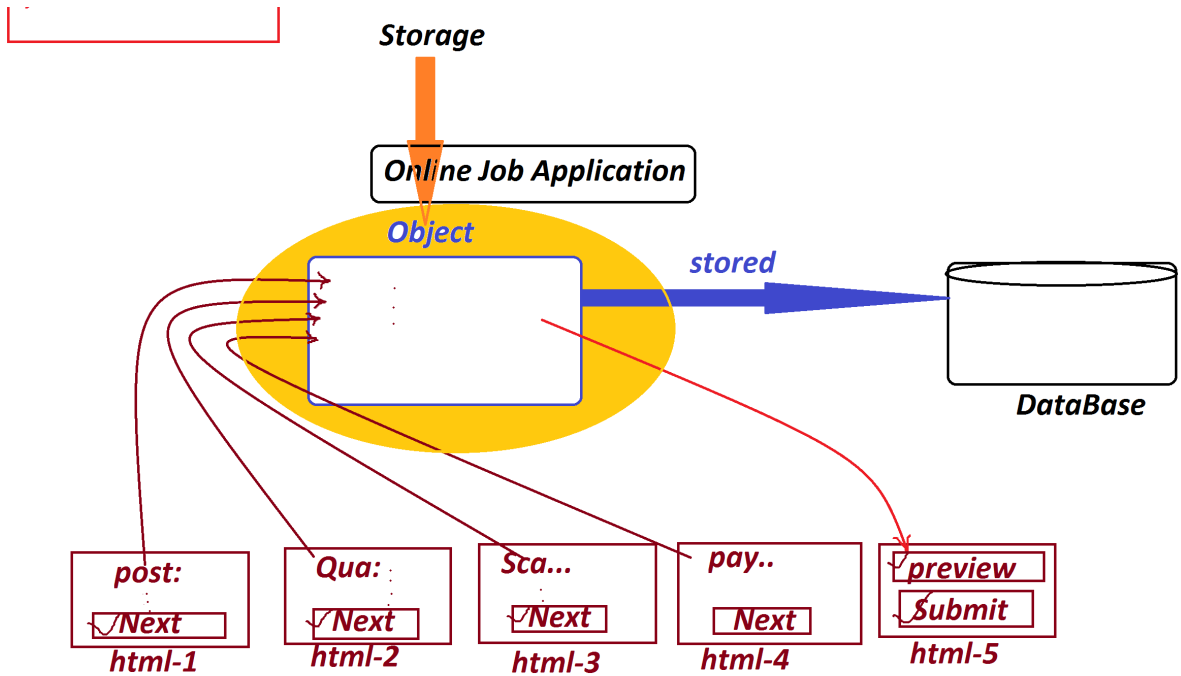 Storage
Online Job Application
Object
stored
DataBase
post:
Next
html-1
Qua:
Next
html-2
Sca...
Next
html-3
pay..
Next
html-4
preview
Submit
html-5